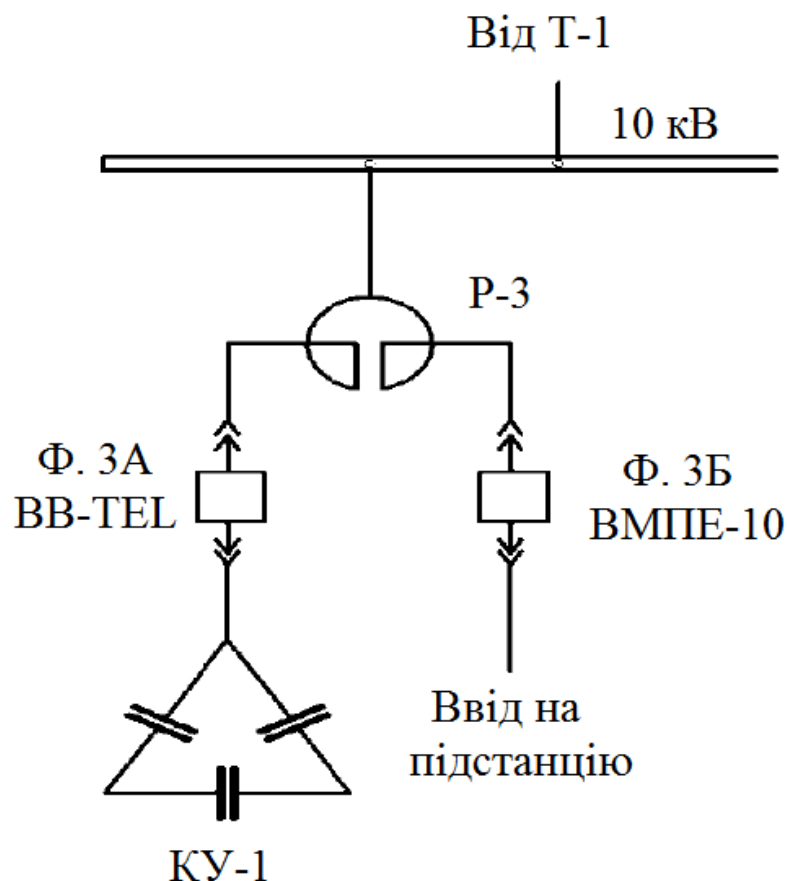 Від Т-1
10 кВ
Р-3
Ф. 3А
ВВ-TEL
Ф. 3Б
ВМПЕ-10
Ввід на
підстанцію
КУ-1